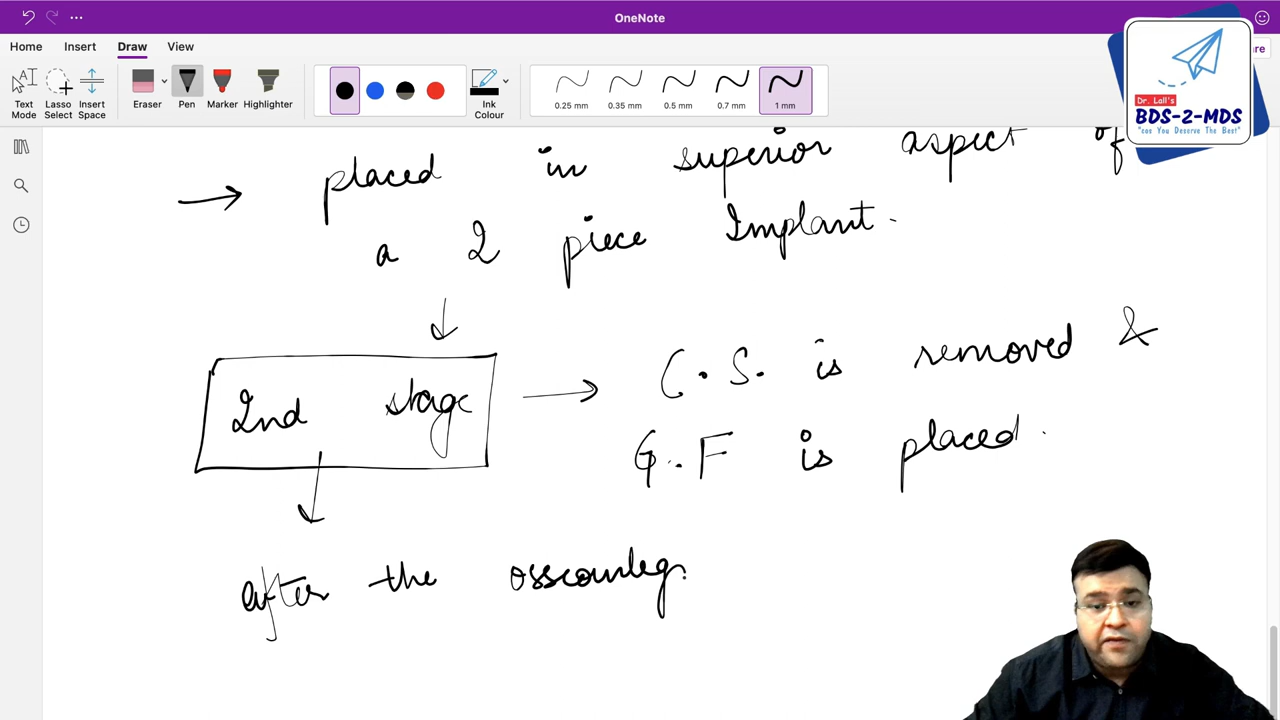 OneNote
Home Insert Draw View
Text Mode
Lasso Select
Insert Space
Eraser
Pen
Marker
Highlighter
Ink Colour
0.25 mm
0.35 mm
0.5 mm
0.7 mm
1 mm
Dr. Lall's
BDS-2-MDS
"cos You Deserve The Best"
→ placed in superior aspect of
a 2 piece Implant.
2nd stage → C.S. is removed &
G.F is placed.
after the osseointeg.